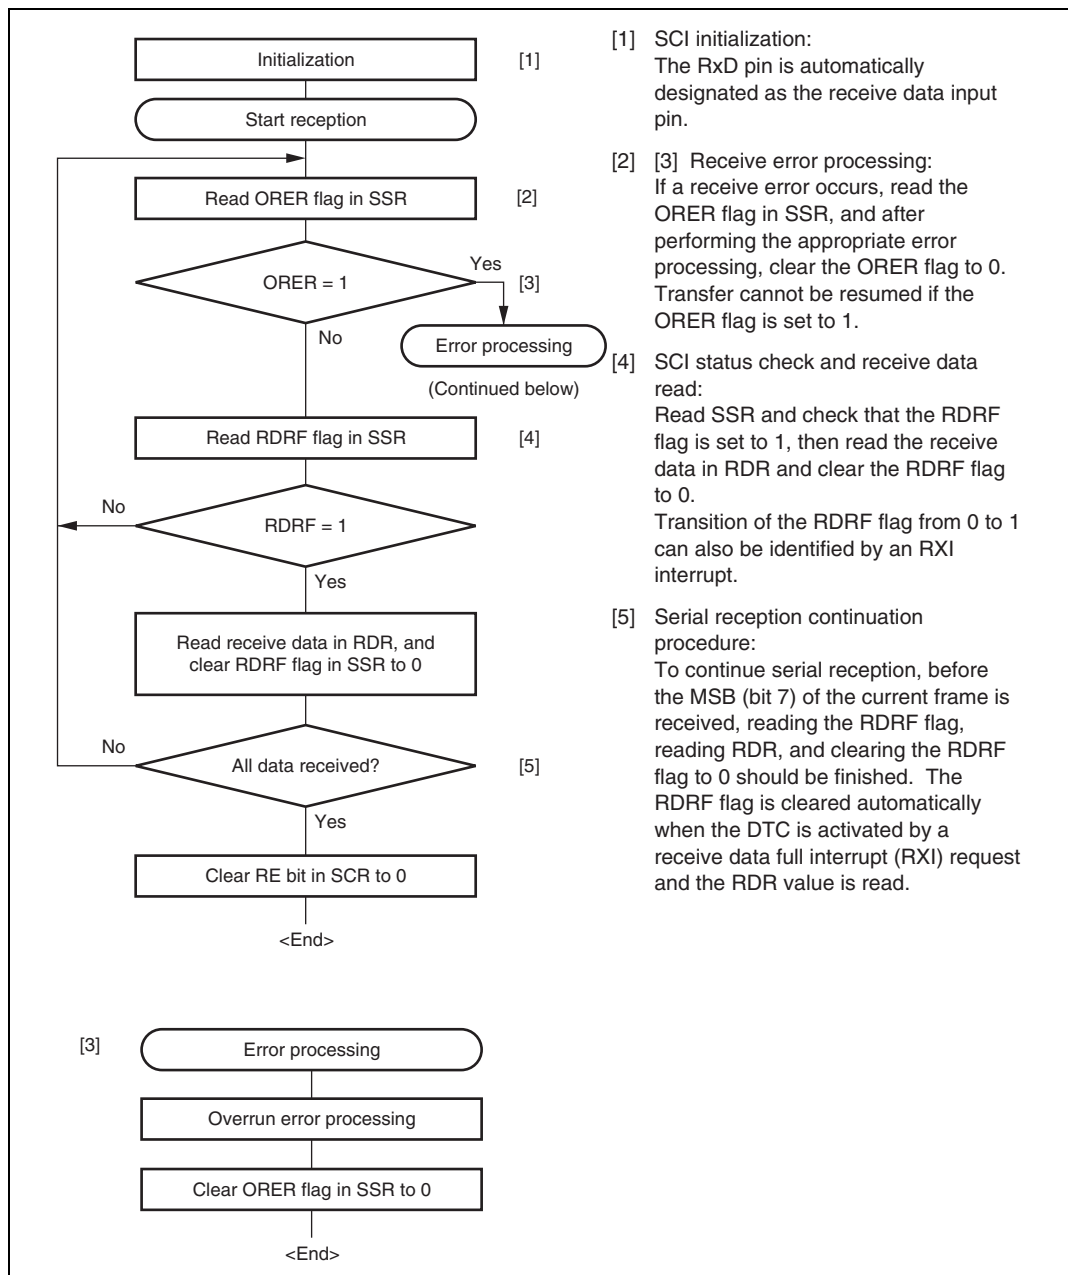 Initialization
[1]
Start reception
Read ORER flag in SSR
[2]
ORER = 1
Yes
[3]
No
Error processing
(Continued below)
Read RDRF flag in SSR
[4]
No
RDRF = 1
Yes
Read receive data in RDR, and
clear RDRF flag in SSR to 0
No
All data received?
[5]
Yes
Clear RE bit in SCR to 0
<End>
[3]
Error processing
Overrun error processing
Clear ORER flag in SSR to 0
<End>
[1] SCI initialization:
The RxD pin is automatically
designated as the receive data input
pin.
[2] [3] Receive error processing:
If a receive error occurs, read the
ORER flag in SSR, and after
performing the appropriate error
processing, clear the ORER flag to 0.
Transfer cannot be resumed if the
ORER flag is set to 1.
[4] SCI status check and receive data
read:
Read SSR and check that the RDRF
flag is set to 1, then read the receive
data in RDR and clear the RDRF flag
to 0.
Transition of the RDRF flag from 0 to 1
can also be identified by an RXI
interrupt.
[5] Serial reception continuation
procedure:
To continue serial reception, before
the MSB (bit 7) of the current frame is
received, reading the RDRF flag,
reading RDR, and clearing the RDRF
flag to 0 should be finished. The
RDRF flag is cleared automatically
when the DTC is activated by a
receive data full interrupt (RXI) request
and the RDR value is read.